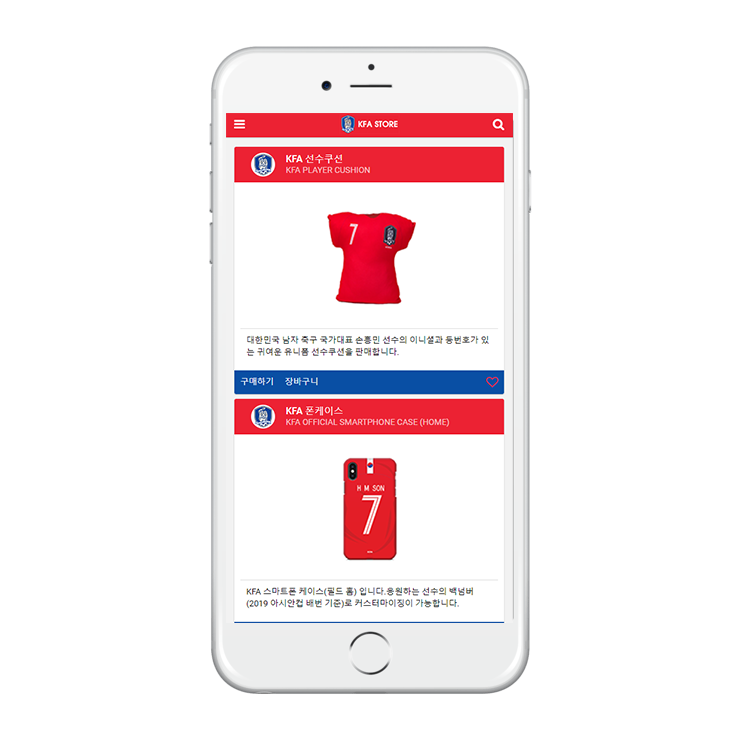 KFA STORE
KFA 선수쿠션
KFA PLAYER CUSHION
7
대한민국 남자 축구 국가대표 손흥민 선수의 이니셜과 등번호가 있
는 귀여운 유니폼 선수쿠션을 판매합니다.
구매하기 장바구니
KFA 폰케이스
KFA OFFICIAL SMARTPHONE CASE (HOME)
H M SON
7
KFA 스마트폰 케이스(필드 홈) 입니다.응원하는 선수의 백넘버
(2019 아시안컵 배번 기준)로 커스터마이징이 가능합니다.